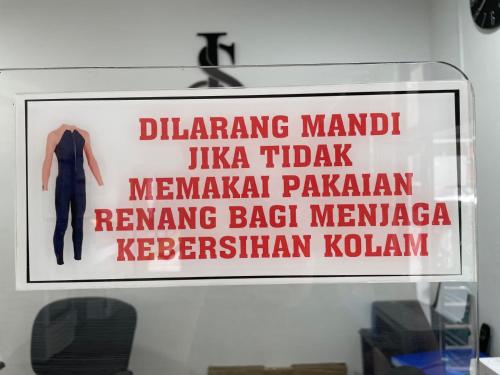 DILARANG MANDI
JIKA TIDAK
MEMAKAI PAKAIAN
RENANG BAGI MENJAGA
KEBERSIHAN KOLAM